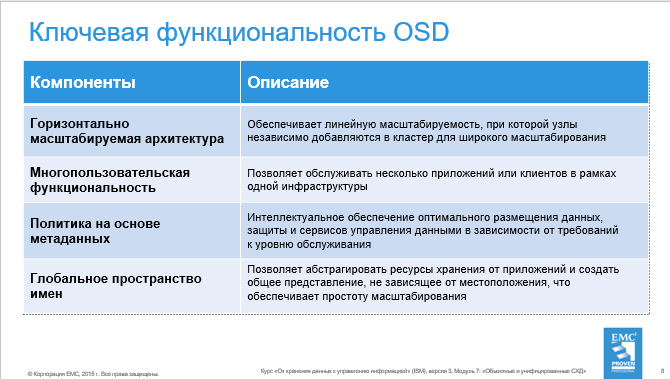 Ключевая функциональность OSD
Компоненты
Описание
Горизонтально
масштабируемая архитектура
Обеспечивает линейную масштабируемость, при которой узлы
независимо добавляются в кластер для широкого масштабирования
Многопользовательская
функциональность
Позволяет обслуживать несколько приложений или клиентов в рамках
одной инфраструктуры
Политика на основе
метаданных
Интеллектуальное обеспечение оптимального размещения данных,
защиты и сервисов управления данными в зависимости от требований
к уровню обслуживания
Глобальное пространство
имен
Позволяет абстрагировать ресурсы хранения от приложений и создать
общее представление, не зависящее от местоположения, что
обеспечивает простоту масштабирования
EMC²
PROVEN
PROFESSIONAL
© Корпорация EMC, 2015 г. Все права защищены.
Курс «От хранения данных к управлению информацией» (ISM), версия 3. Модуль 7: «Объектные и унифицированные СХД»
8